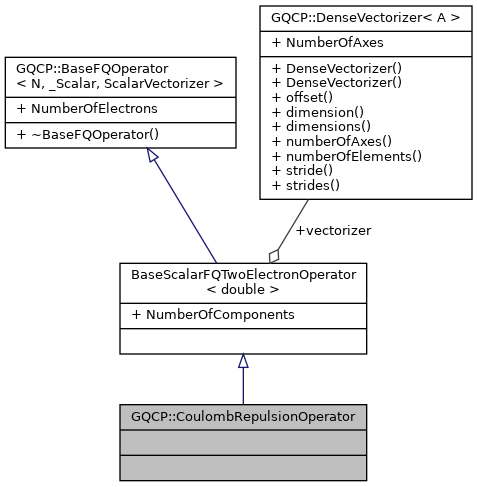 GQCP::BaseFQOperator
< N, _Scalar, ScalarVectorizer >
+ NumberOfElectrons
+ ~BaseFQOperator()
GQCP::DenseVectorizer< A >
+ NumberOfAxes
+ DenseVectorizer()
+ DenseVectorizer()
+ offset()
+ dimension()
+ dimensions()
+ numberOfAxes()
+ numberOfElements()
+ stride()
+ strides()
+vectorizer
BaseScalarFQTwoElectronOperator
< double >
+ NumberOfComponents
GQCP::CoulombRepulsionOperator